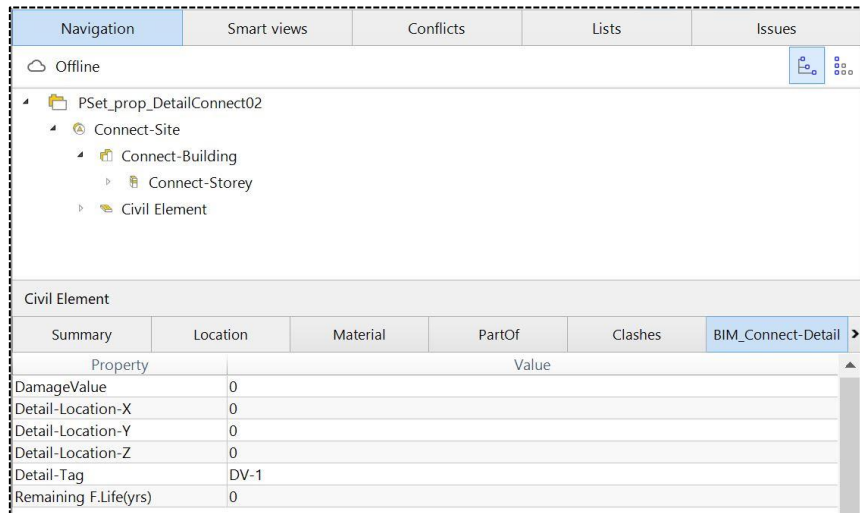 Navigation Smart views Conflicts Lists Issues
Offline
PSet_prop_DetailConnect02
Connect-Site
Connect-Building
Connect-Storey
Civil Element
Civil Element
Summary Location Material PartOf Clashes BIM_Connect-Detail
Property Value
DamageValue 0
Detail-Location-X 0
Detail-Location-Y 0
Detail-Location-Z 0
Detail-Tag DV-1
Remaining F.Life(yrs) 0